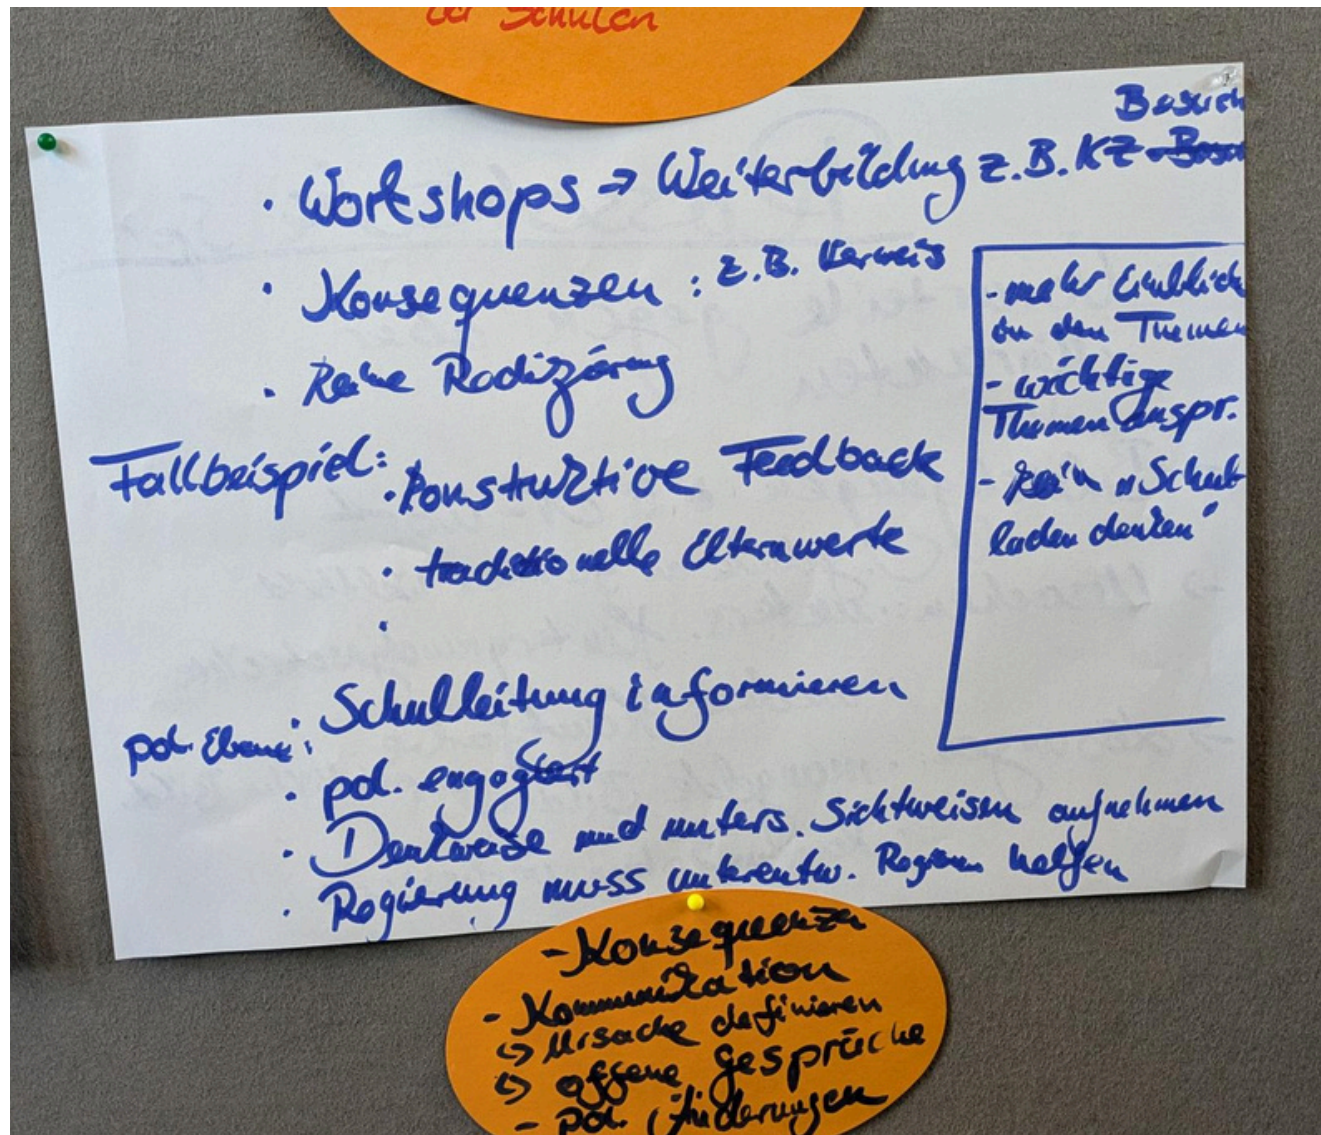 der Schulen
Besuch
· Workshops → Weiterbildung z.B. KZ
· Konsequenzen : z.B. Verweis
· Keine
Fallbeispiel: · konstruktive Feedback
· traditionelle Elternwerte
·
· Schulleitung informieren
pol. Ebene:
· pol. engagiert
· Denkweise und unters. Sichtweisen aufnehmen
· Regierung muss unterentw. Regionen helfen
- mehr Einblick
in den Themen
- wichtige
Themen anspr.
- kein „Schub
laden denken"
- Konsequenzen
- Kommunikation
↳ Ursache definieren
↳ offene Gespräche
- pol. Änderungen